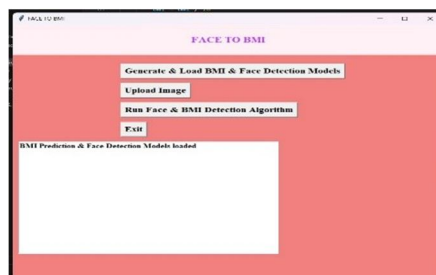 FACE TO BMI
FACE TO BMI
Generate & Load BMI & Face Detection Models
Upload Image
Run Face & BMI Detection Algorithm
Exit
BMI Prediction & Face Detection Models loaded